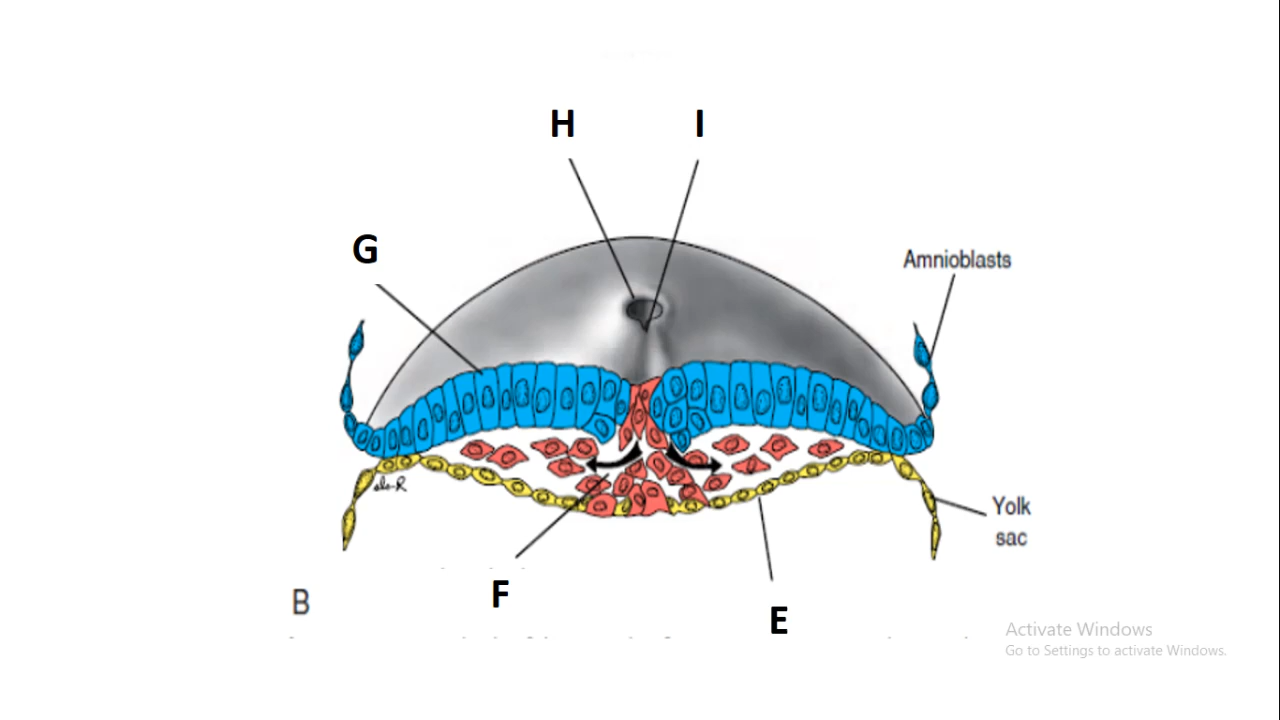 H I
G
Amnioblasts
Yolk
sac
F
E
B
Activate Windows
Go to Settings to activate Windows.